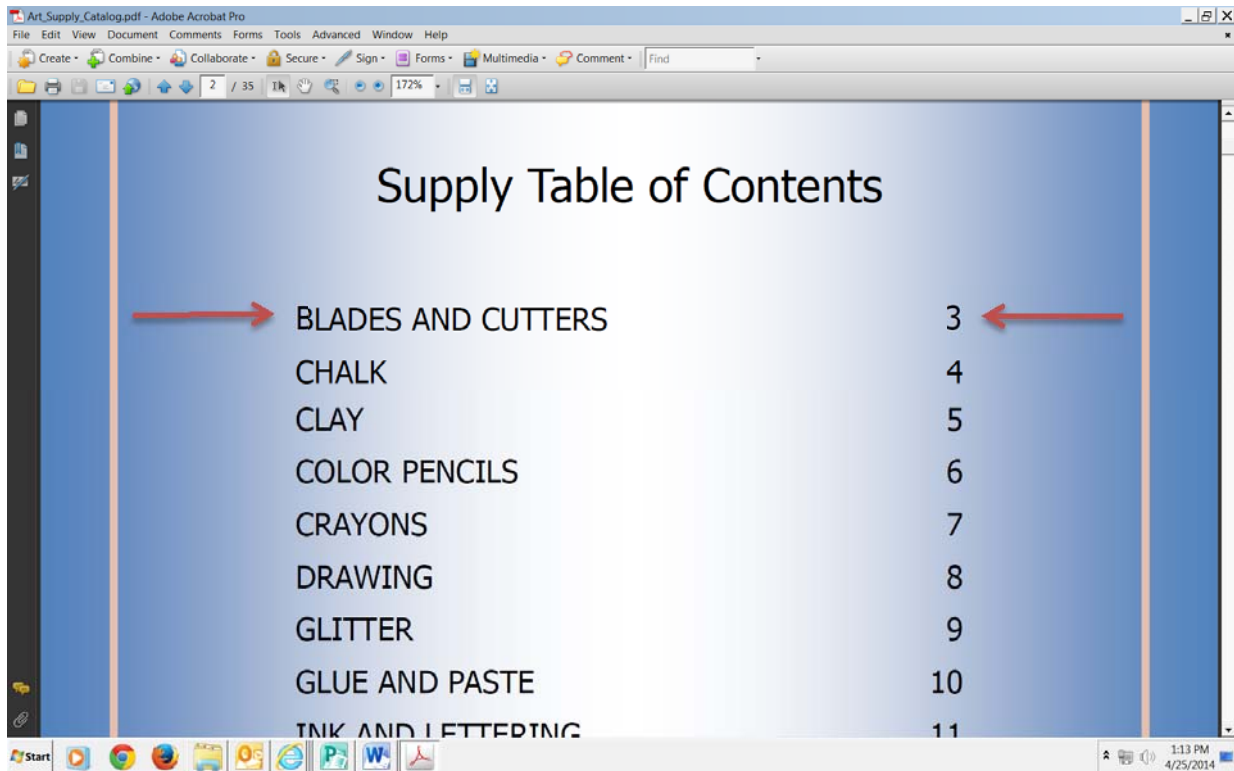 Art_Supply_Catalog.pdf - Adobe Acrobat Pro
File Edit View Document Comments Forms Tools Advanced Window Help
Create Combine Collaborate Secure Sign Forms Multimedia Comment Find
2 / 35 172%
Supply Table of Contents
BLADES AND CUTTERS 3
CHALK 4
CLAY 5
COLOR PENCILS 6
CRAYONS 7
DRAWING 8
GLITTER 9
GLUE AND PASTE 10
INK AND LETTERING 11
Start 1:13 PM
4/25/2014